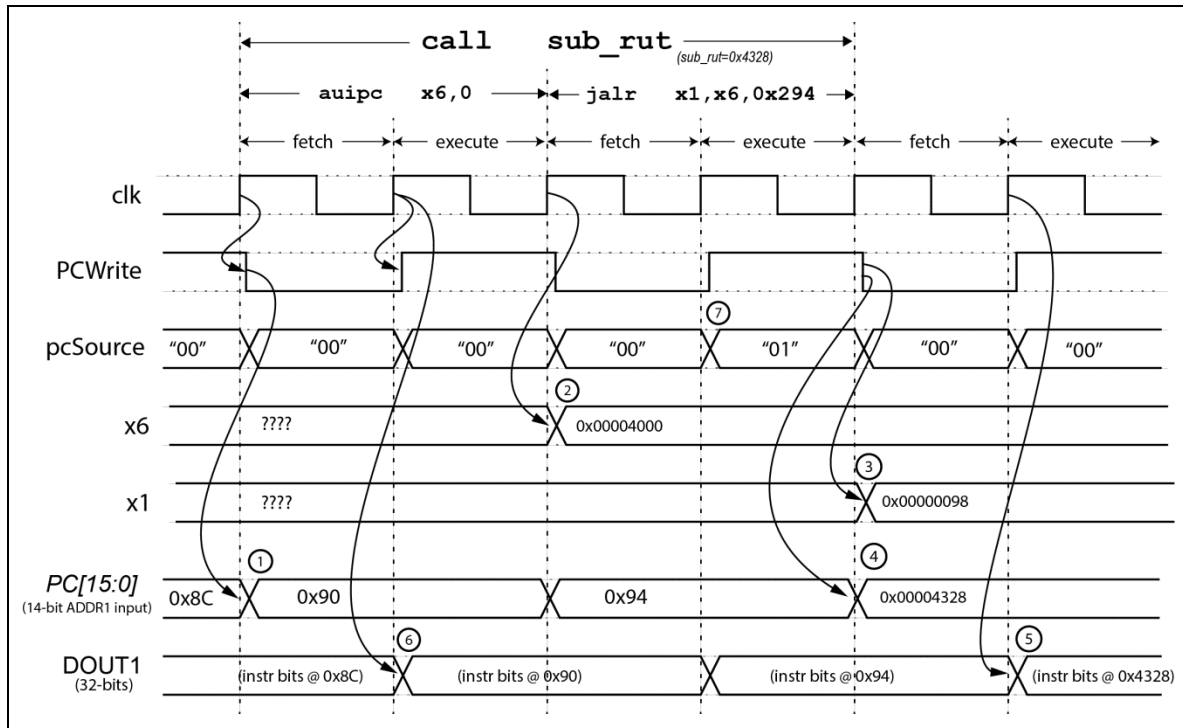 call sub_rut (sub_rut=0x4328)
auipc x6,0 jalr x1,x6,0x294
fetch execute fetch execute fetch execute
clk
PCWrite
7
pcSource "00" "00" "00" "00" "01" "00" "00"
2
x6 ???? 0x00004000
3
x1 ???? 0x00000098
1 4
PC[15:0] 0x8C 0x90 0x94 0x00004328
(14-bit ADDR1 input)
6 5
DOUT1 (instr bits @ 0x8C) (instr bits @ 0x90) (instr bits @ 0x94) (instr bits @ 0x4328)
(32-bits)